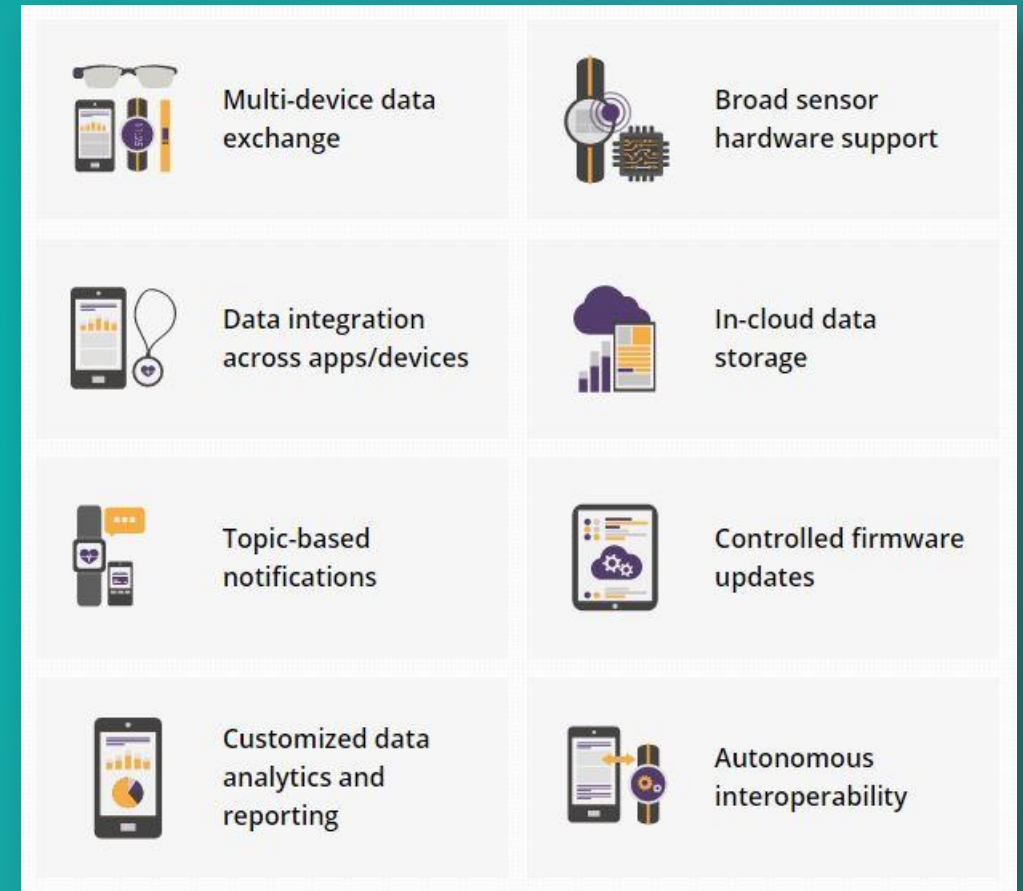 Multi-device data
exchange
Broad sensor
hardware support
Data integration
across apps/devices
In-cloud data
storage
Topic-based
notifications
Controlled firmware
updates
Customized data
analytics and
reporting
Autonomous
interoperability